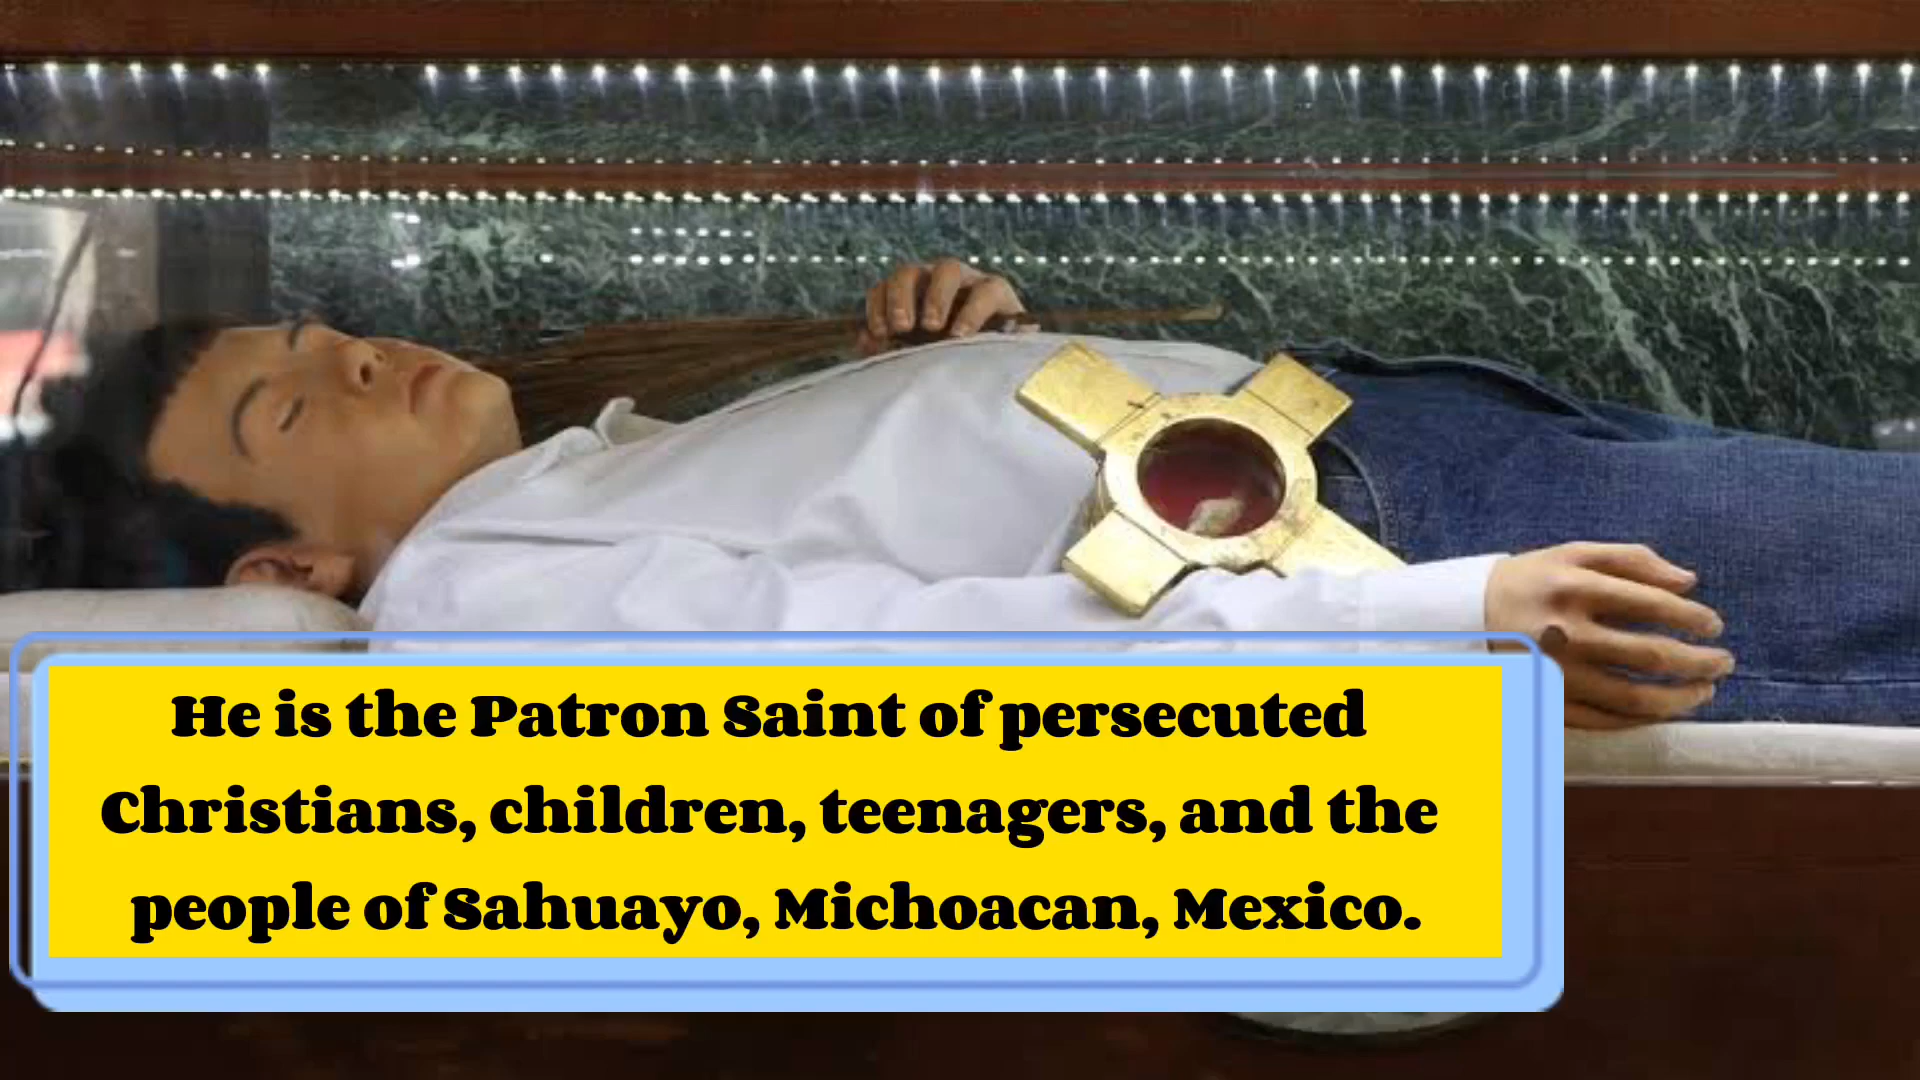 He is the Patron Saint of persecuted
Christians, children, teenagers, and the
people of Sahuayo, Michoacan, Mexico.